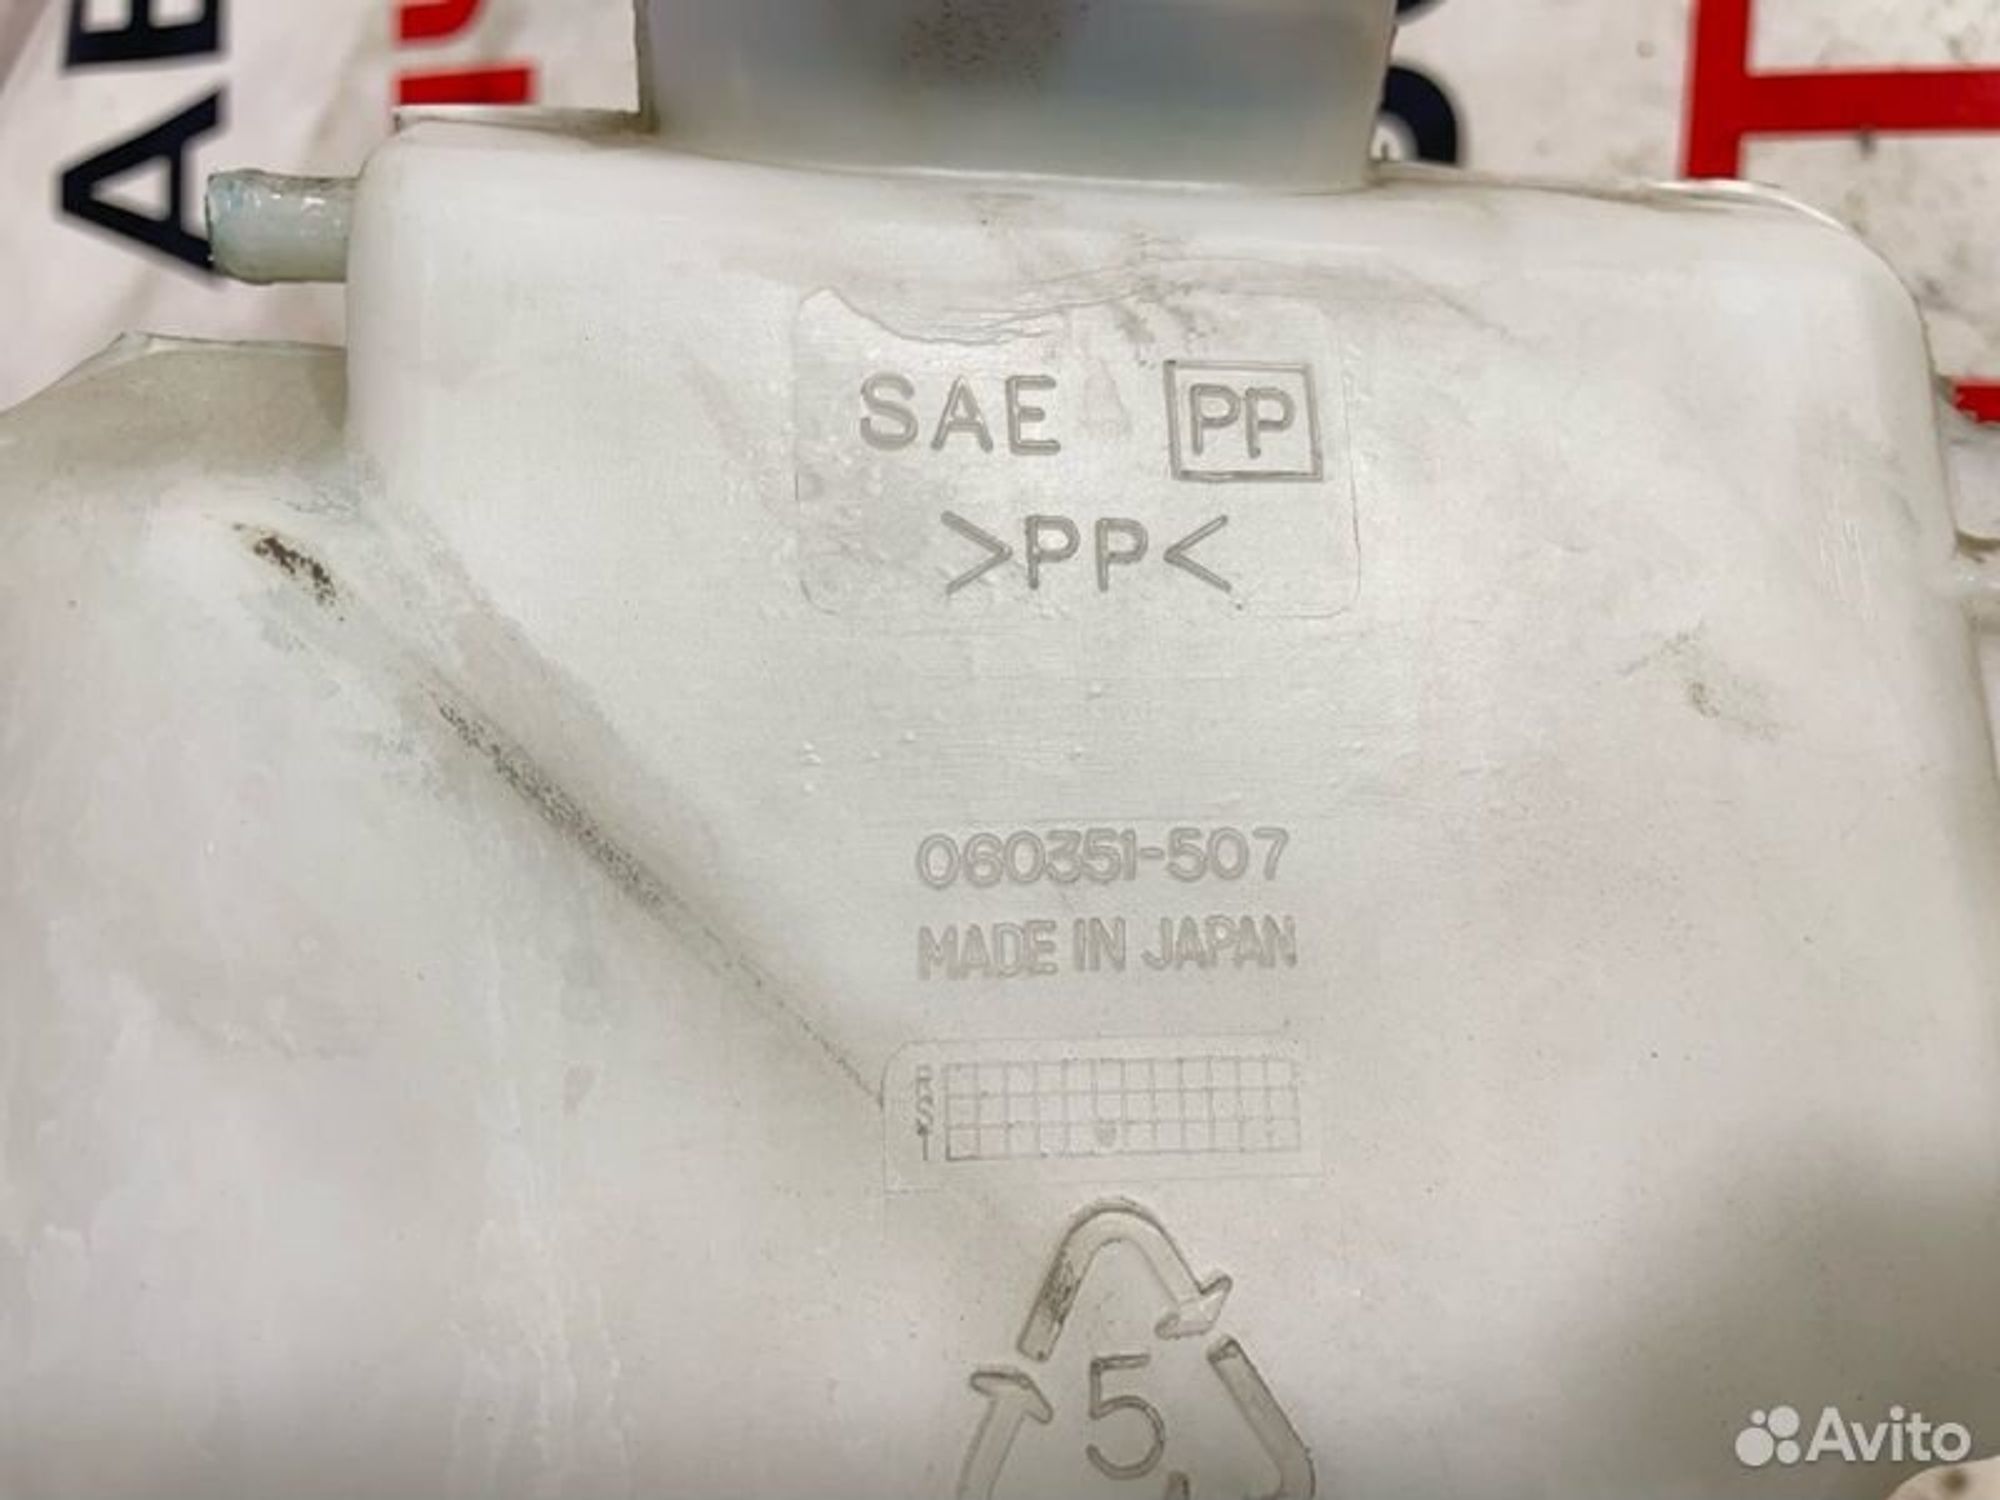 SAE PP
>PP<
060351-507
MADE IN JAPAN
5
Avito